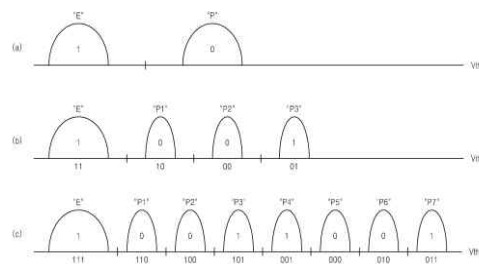 "E" "P"
(a) 1 0
Vth
"E" "P1" "P2" "P3"
(b) 1 0 0 1
Vth
11 10 00 01
"E" "P1" "P2" "P3" "P4" "P5" "P6" "P7"
(c) 1 0 0 1 1 0 0 1
Vth
111 110 100 101 001 000 010 011